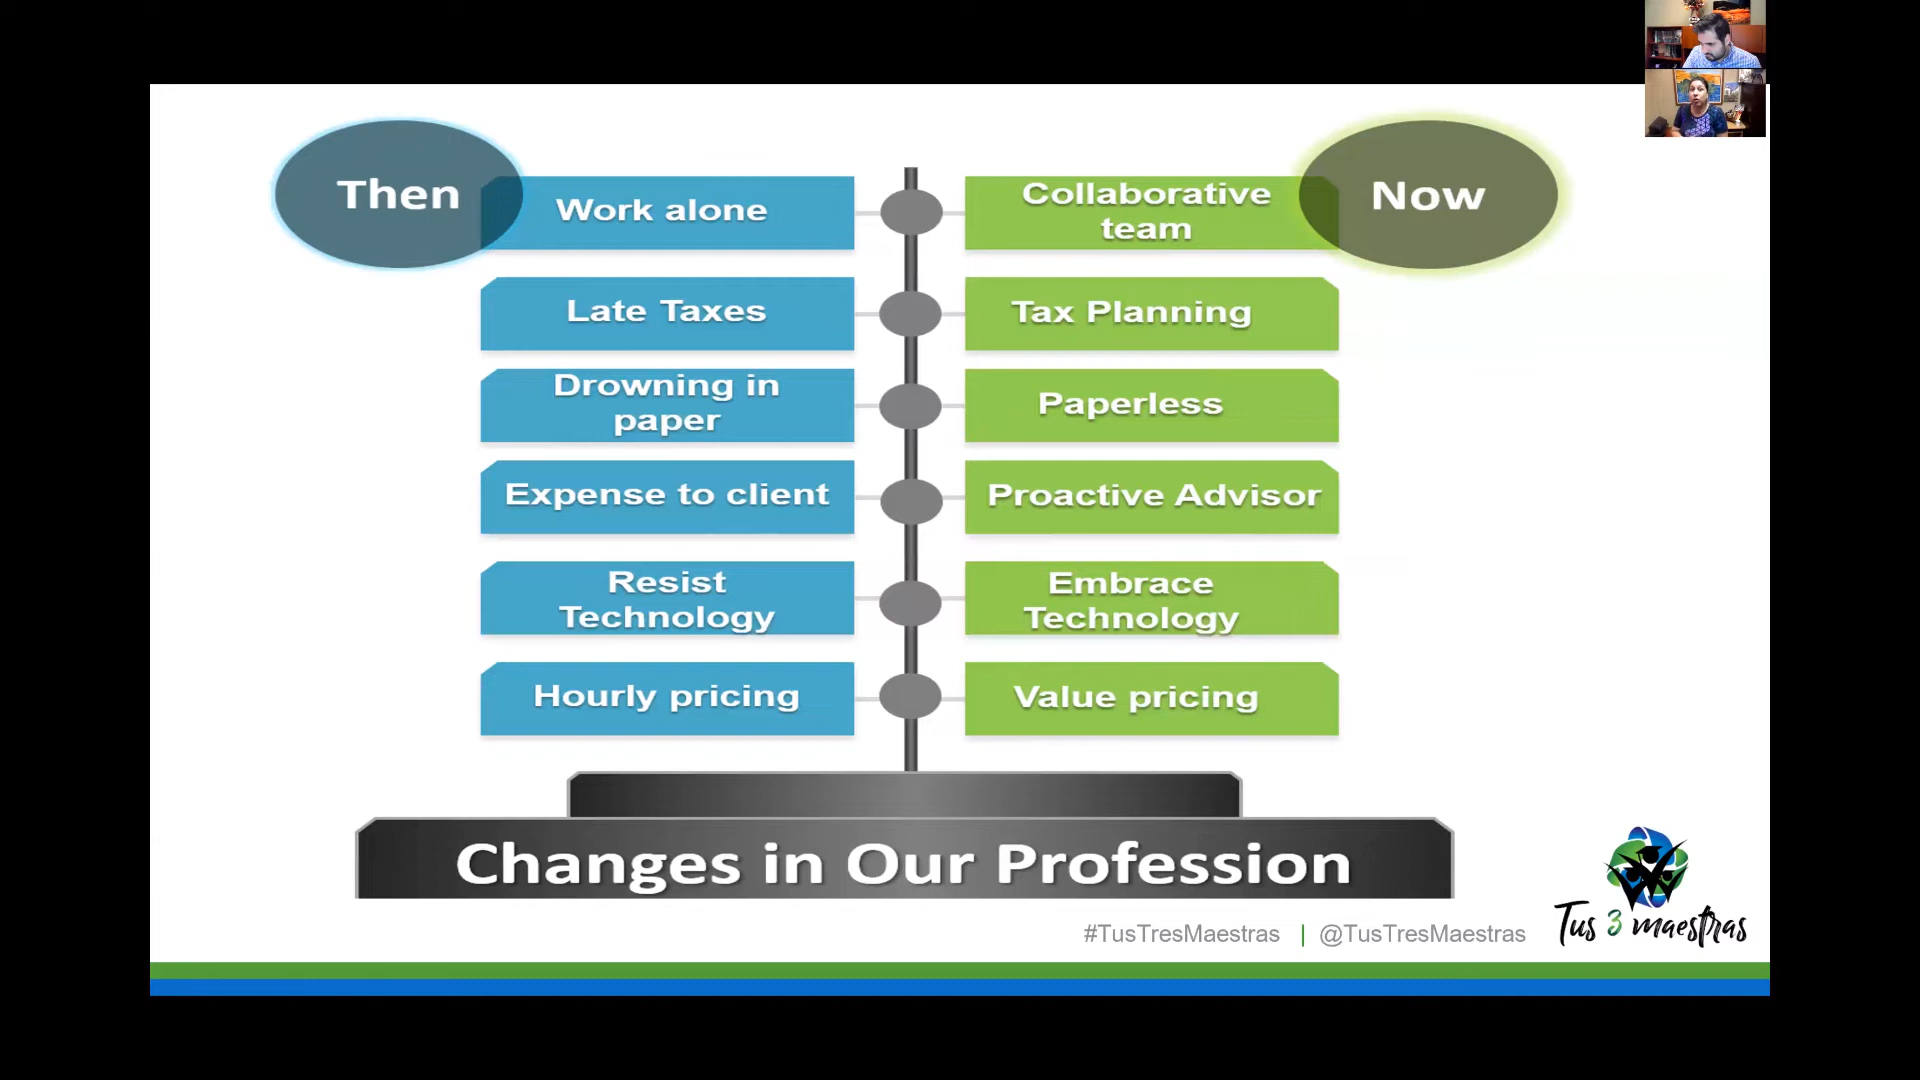 Then
Now
Work alone
Collaborative
team
Late Taxes
Tax Planning
Drowning in
paper
Paperless
Expense to client
Proactive Advisor
Resist
Technology
Embrace
Technology
Hourly pricing
Value pricing
Changes in Our Profession
#TusTresMaestras | @TusTresMaestras
Tus 3 maestras